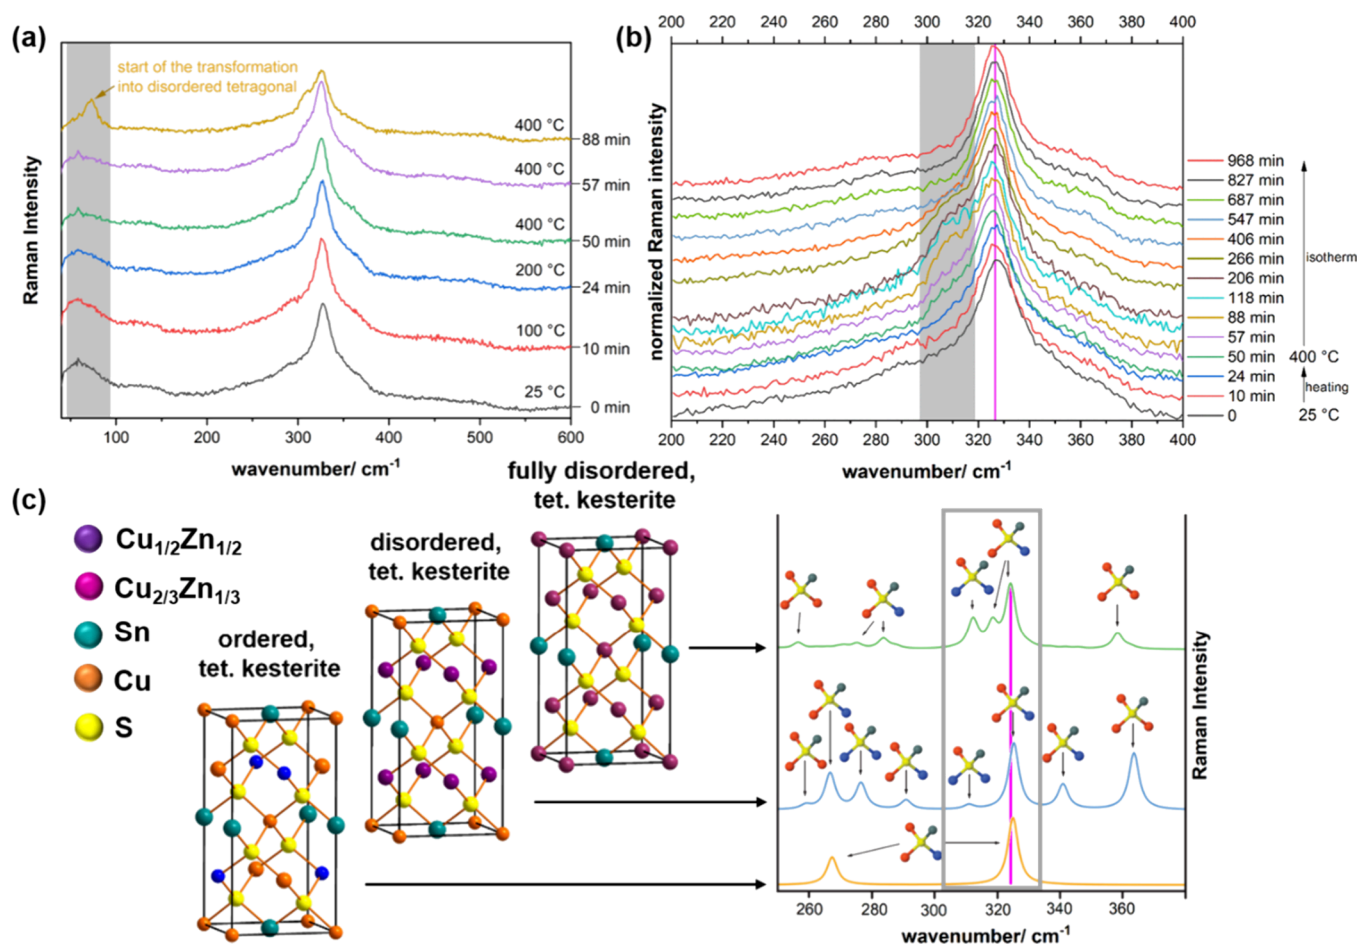 (a)
start of the transformation
into disordered tetragonal
400 °C
88 min
400 °C
57 min
400 °C
50 min
200 °C
24 min
100 °C
10 min
25 °C
0 min
Raman Intensity
100 200 300 400 500 600
wavenumber/ cm-1
(b)
200 220 240 260 280 300 320 340 360 380 400
normalized Raman intensity
968 min
827 min
687 min
547 min
406 min
266 min
206 min
118 min
88 min
57 min
50 min 400 °C
24 min
10 min
0 25 °C
isotherm
heating
200 220 240 260 280 300 320 340 360 380 400
wavenumber/ cm-1
(c)
Cu1/2Zn1/2
Cu2/3Zn1/3
Sn
Cu
S
ordered,
tet. kesterite
disordered,
tet. kesterite
fully disordered,
tet. kesterite
Raman Intensity
260 280 300 320 340 360
wavenumber/ cm-1